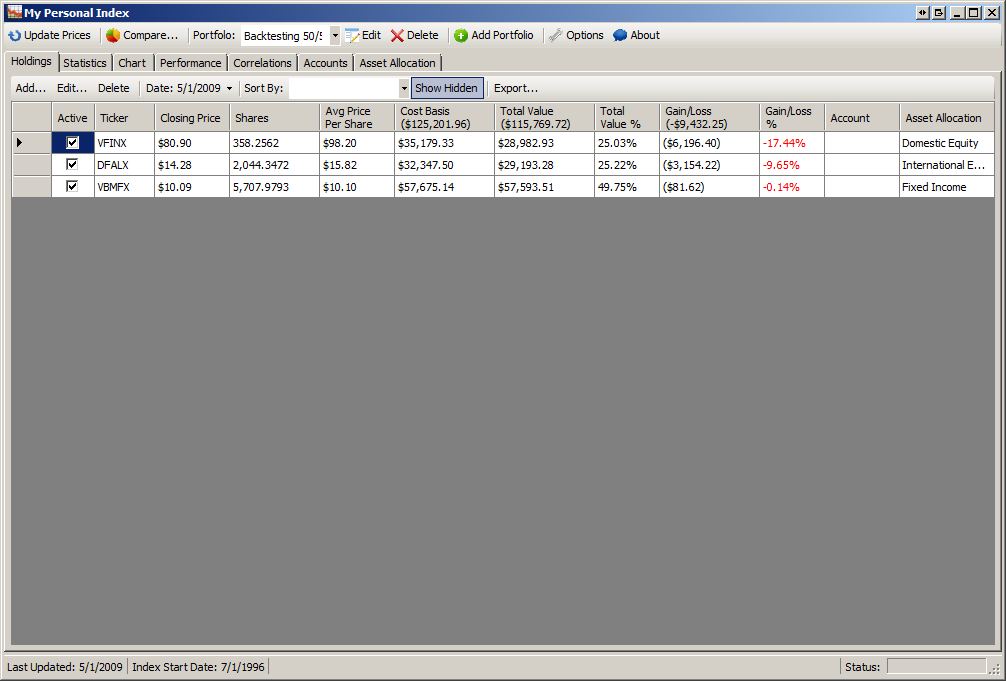 My Personal Index
Update Prices Compare... Portfolio: Backtesting 50/5 Edit Delete Add Portfolio Options About
Holdings Statistics Chart Performance Correlations Accounts Asset Allocation
Add... Edit... Delete Date: 5/1/2009 Sort By: Show Hidden Export...
Active Ticker Closing Price Shares Avg Price Per Share Cost Basis ($125,201.96) Total Value ($115,769.72) Total Value % Gain/Loss (-$9,432.25) Gain/Loss % Account Asset Allocation
VFINX $80.90 358.2562 $98.20 $35,179.33 $28,982.93 25.03% ($6,196.40) -17.44% Domestic Equity
DFALX $14.28 2,044.3472 $15.82 $32,347.50 $29,193.28 25.22% ($3,154.22) -9.65% International E...
VBMFX $10.09 5,707.9793 $10.10 $57,675.14 $57,593.51 49.75% ($81.62) -0.14% Fixed Income
Last Updated: 5/1/2009 Index Start Date: 7/1/1996 Status: